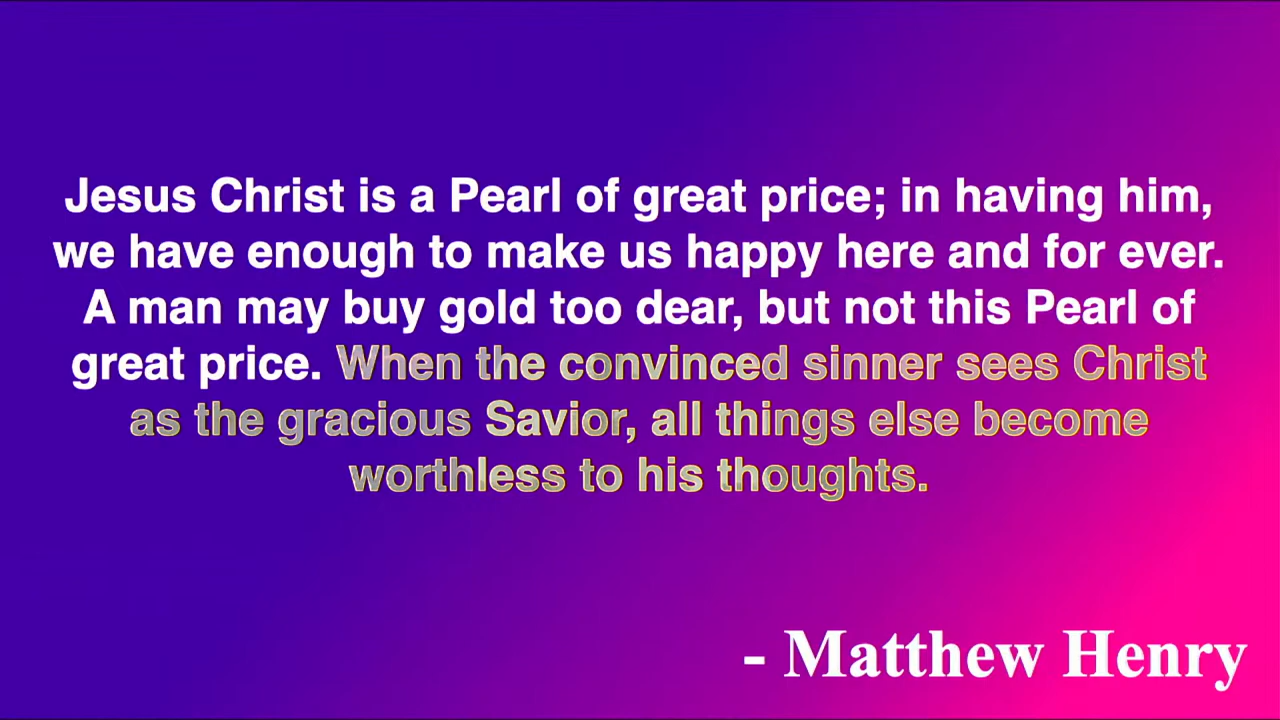 Jesus Christ is a Pearl of great price; in having him,
we have enough to make us happy here and for ever.
A man may buy gold too dear, but not this Pearl of
great price. When the convinced sinner sees Christ
as the gracious Savior, all things else become
worthless to his thoughts.
- Matthew Henry